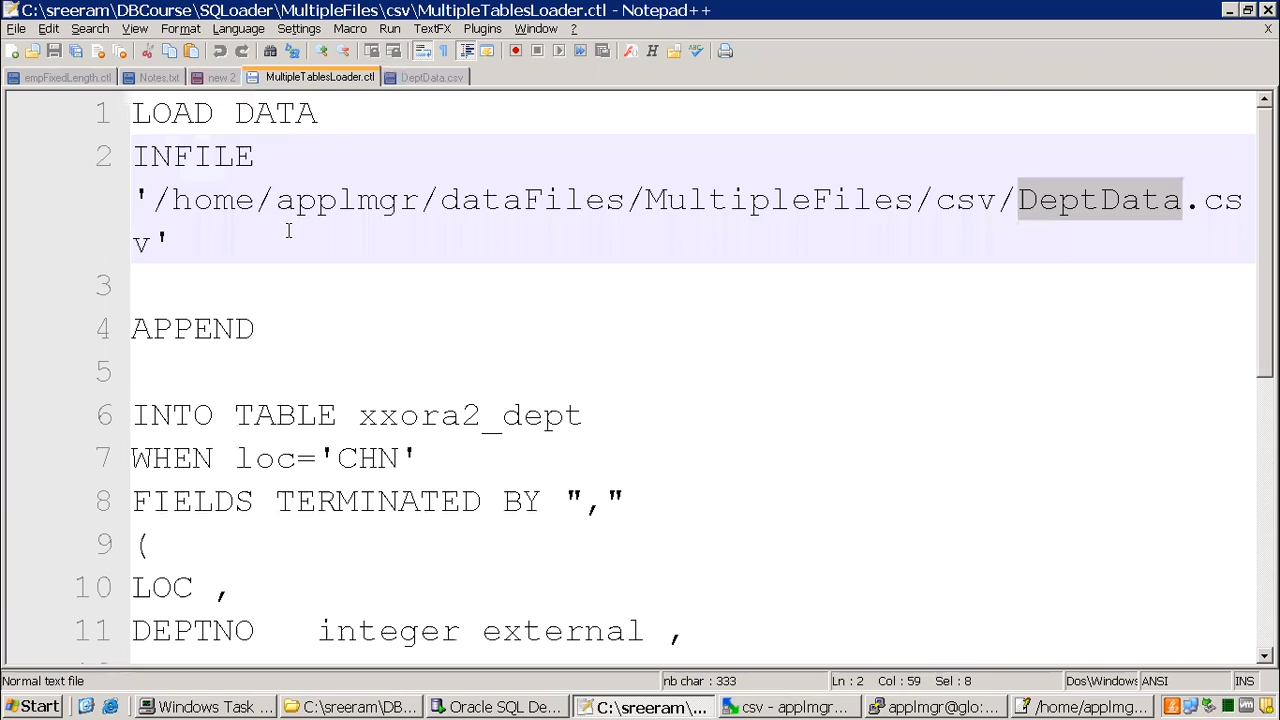 C:\sreeram\DBCourse\SQLoader\MultipleFiles\csv\MultipleTablesLoader.ctl - Notepad++
File Edit Search View Format Language Settings Macro Run TextFX Plugins Window ? X
empFixedLength.ctl Notes.txt new 2 MultipleTablesLoader.ctl DeptData.csv
1 LOAD DATA
2 INFILE
'/home/applmgr/dataFiles/MultipleFiles/csv/DeptData.cs
v'
3
4 APPEND
5
6 INTO TABLE xxora2_dept
7 WHEN loc='CHN'
8 FIELDS TERMINATED BY ","
9 (
10 LOC ,
11 DEPTNO integer external ,
Normal text file nb char : 333 Ln : 2 Col : 59 Sel : 8 Dos\Windows ANSI INS
Start Windows Task ... C:\sreeram\DB... Oracle SQL De... C:\sreeram\... csv - applmgr... applmgr@glo... /home/applmg...